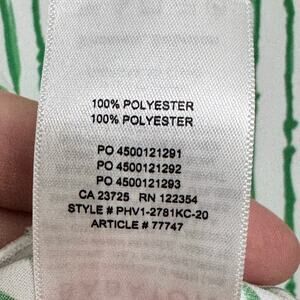 100% POLYESTER
100% POLYESTER
PO 4500121291
PO 4500121292
PO 4500121293
CA 23725 RN 122354
STYLE # PHV1-2781KC-20
ARTICLE # 77747